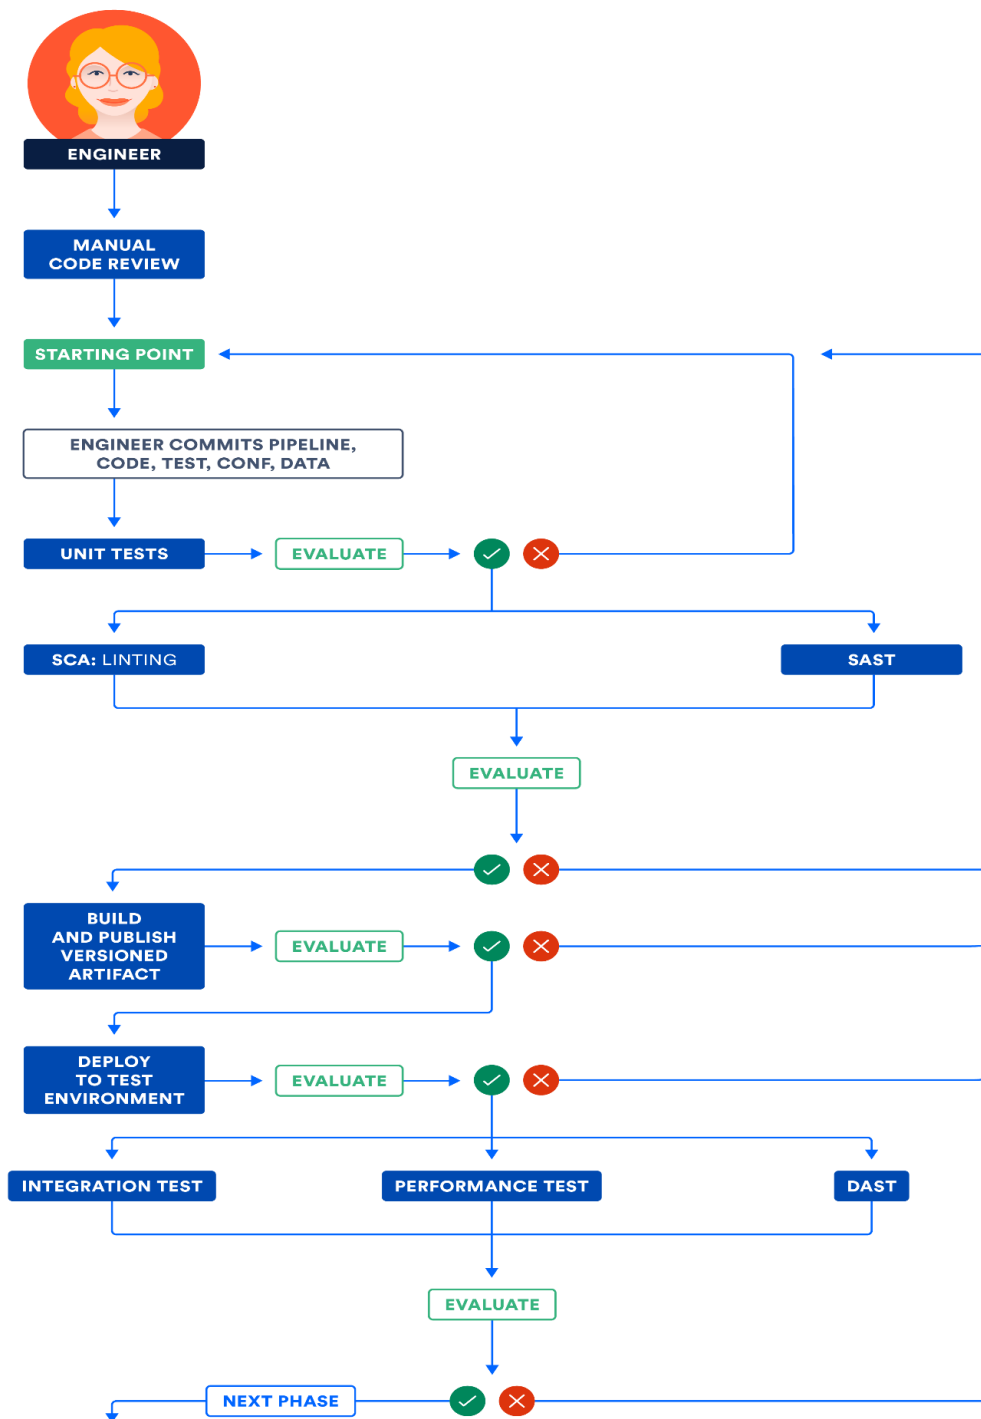 ENGINEER
MANUAL
CODE REVIEW
STARTING POINT
ENGINEER COMMITS PIPELINE,
CODE, TEST, CONF, DATA
UNIT TESTS
EVALUATE
SCA: LINTING
SAST
EVALUATE
BUILD
AND PUBLISH
VERSIONED
ARTIFACT
EVALUATE
DEPLOY
TO TEST
ENVIRONMENT
EVALUATE
INTEGRATION TEST
PERFORMANCE TEST
DAST
EVALUATE
NEXT PHASE